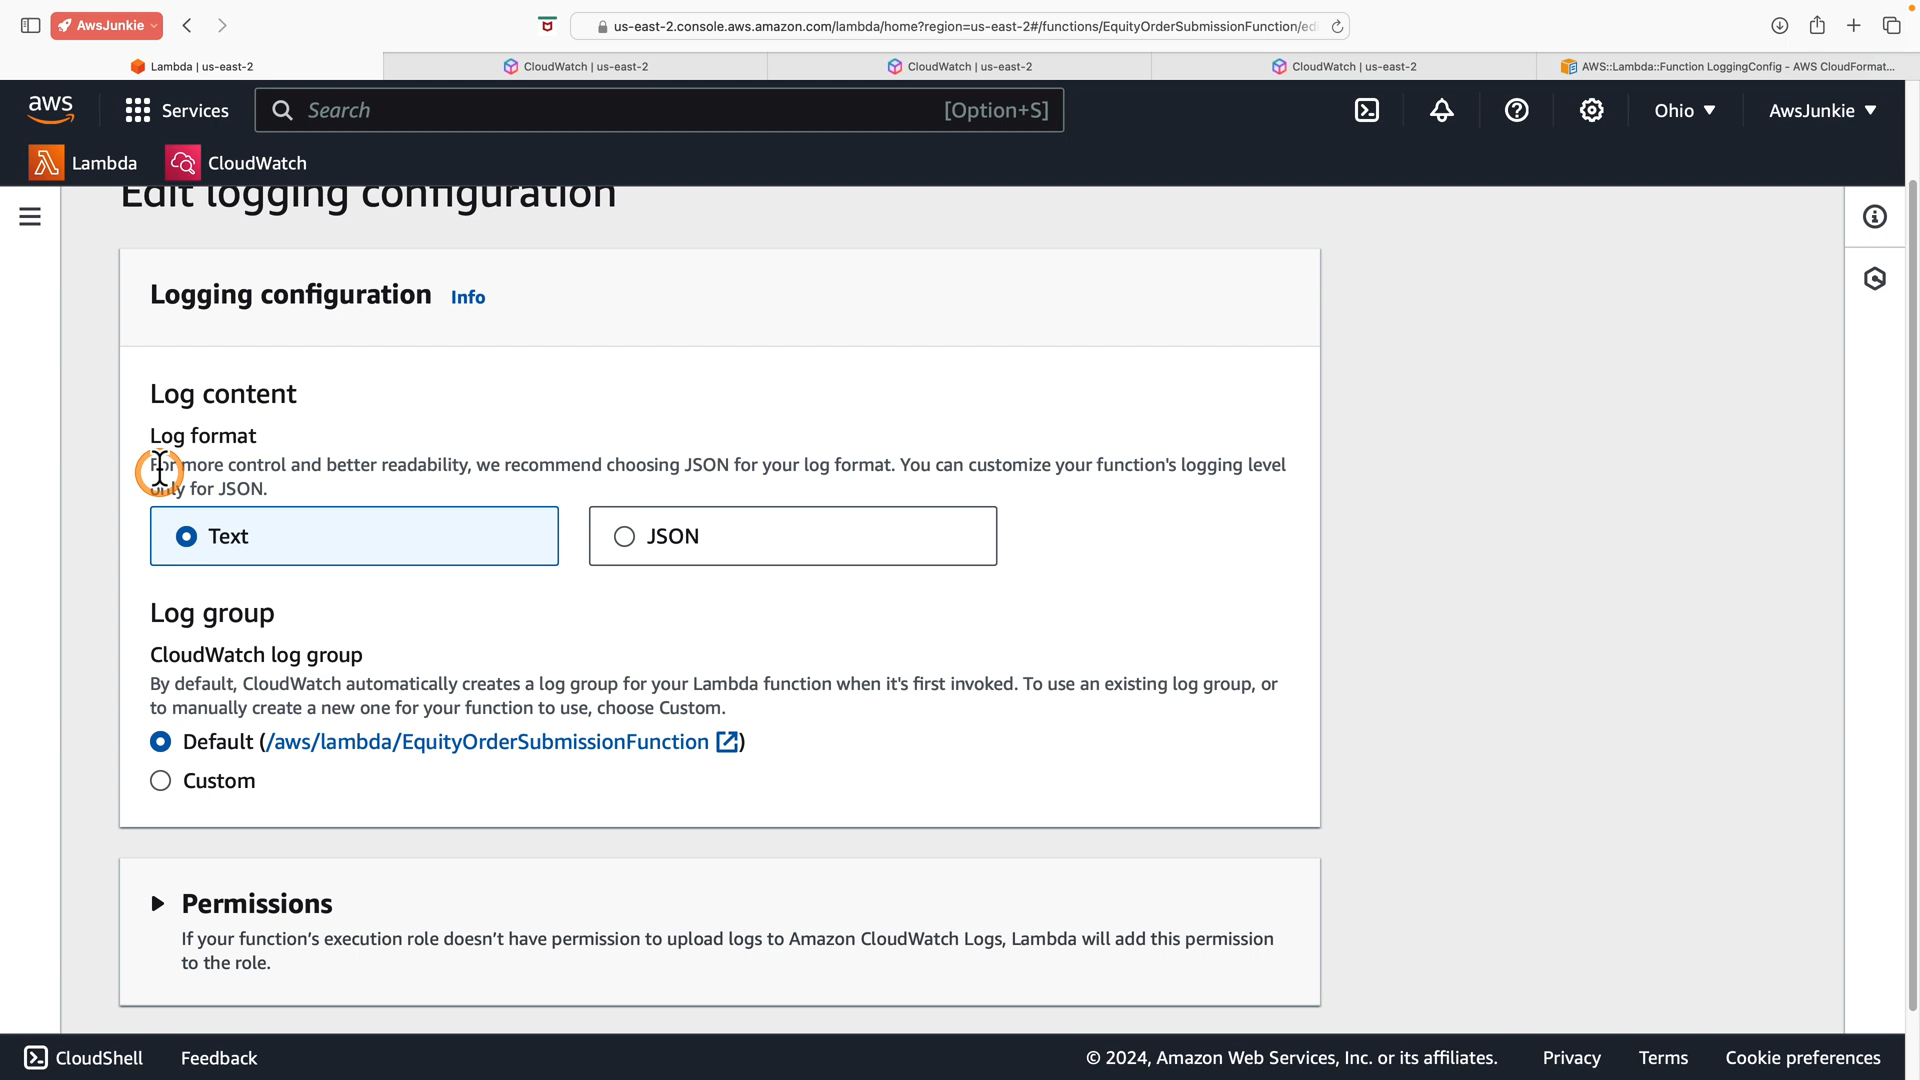 AwsJunkie
us-east-2.console.aws.amazon.com/lambda/home?region=us-east-2#/functions/EquityOrderSubmissionFunction/ed
Lambda | us-east-2
CloudWatch | us-east-2
CloudWatch | us-east-2
CloudWatch | us-east-2
AWS::Lambda::Function LoggingConfig - AWS CloudFormat...
aws
Services
Search
[Option+S]
Ohio
AwsJunkie
Lambda
CloudWatch
Edit logging configuration
Logging configuration Info
Log content
Log format
For more control and better readability, we recommend choosing JSON for your log format. You can customize your function's logging level
only for JSON.
Text
JSON
Log group
CloudWatch log group
By default, CloudWatch automatically creates a log group for your Lambda function when it's first invoked. To use an existing log group, or
to manually create a new one for your function to use, choose Custom.
Default (/aws/lambda/EquityOrderSubmissionFunction)
Custom
Permissions
If your function's execution role doesn't have permission to upload logs to Amazon CloudWatch Logs, Lambda will add this permission
to the role.
CloudShell
Feedback
© 2024, Amazon Web Services, Inc. or its affiliates.
Privacy
Terms
Cookie preferences